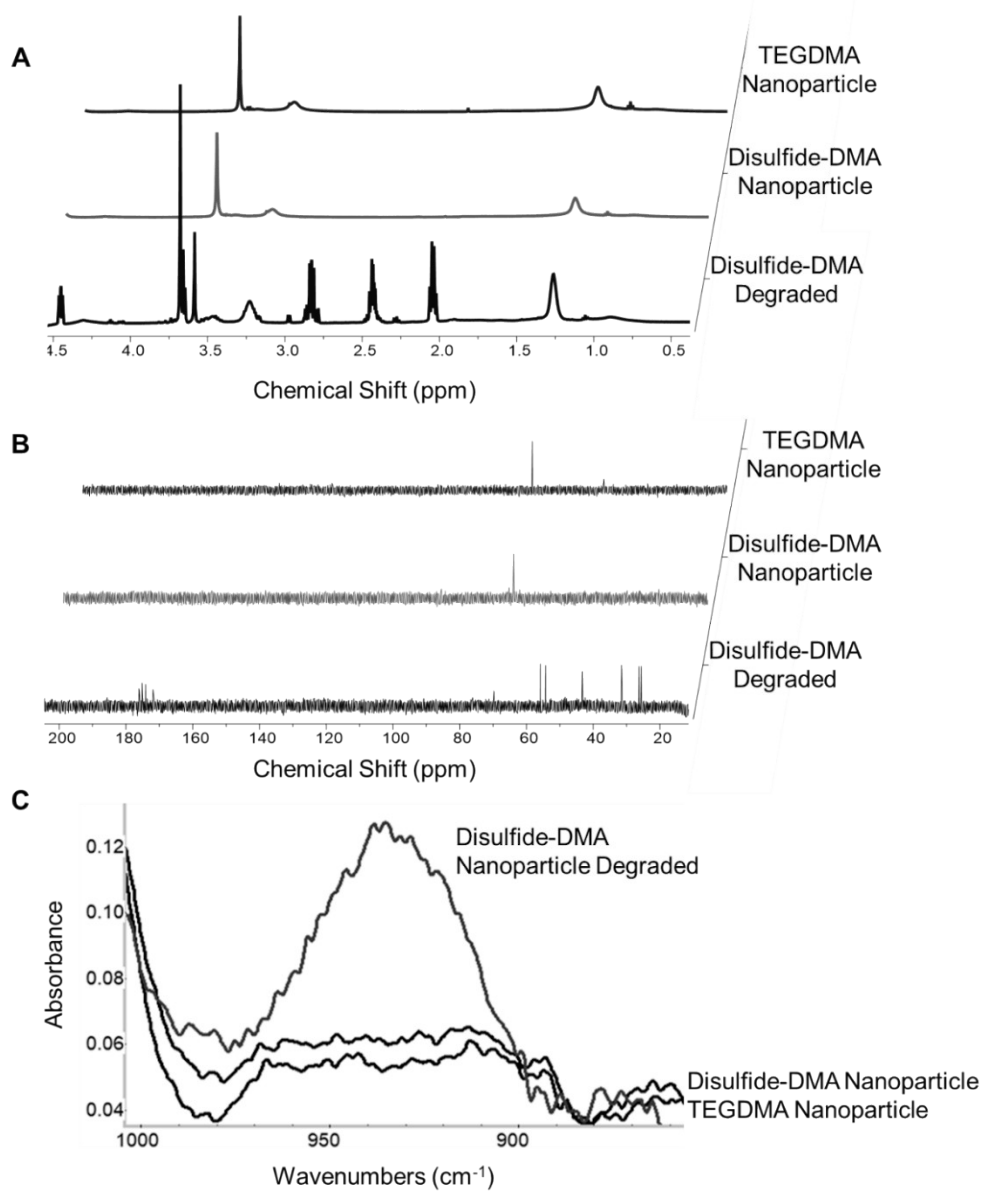 A
TEGDMA
Nanoparticle
Disulfide-DMA
Nanoparticle
Disulfide-DMA
Degraded
4.5 4.0 3.5 3.0 2.5 2.0 1.5 1.0 0.5
Chemical Shift (ppm)
B
TEGDMA
Nanoparticle
Disulfide-DMA
Nanoparticle
Disulfide-DMA
Degraded
200 180 160 140 120 100 80 60 40 20
Chemical Shift (ppm)
C
Disulfide-DMA
Nanoparticle Degraded
0.12
0.10
0.08
0.06
0.04
Absorbance
Disulfide-DMA Nanoparticle
TEGDMA Nanoparticle
1000 950 900
Wavenumbers (cm⁻¹)